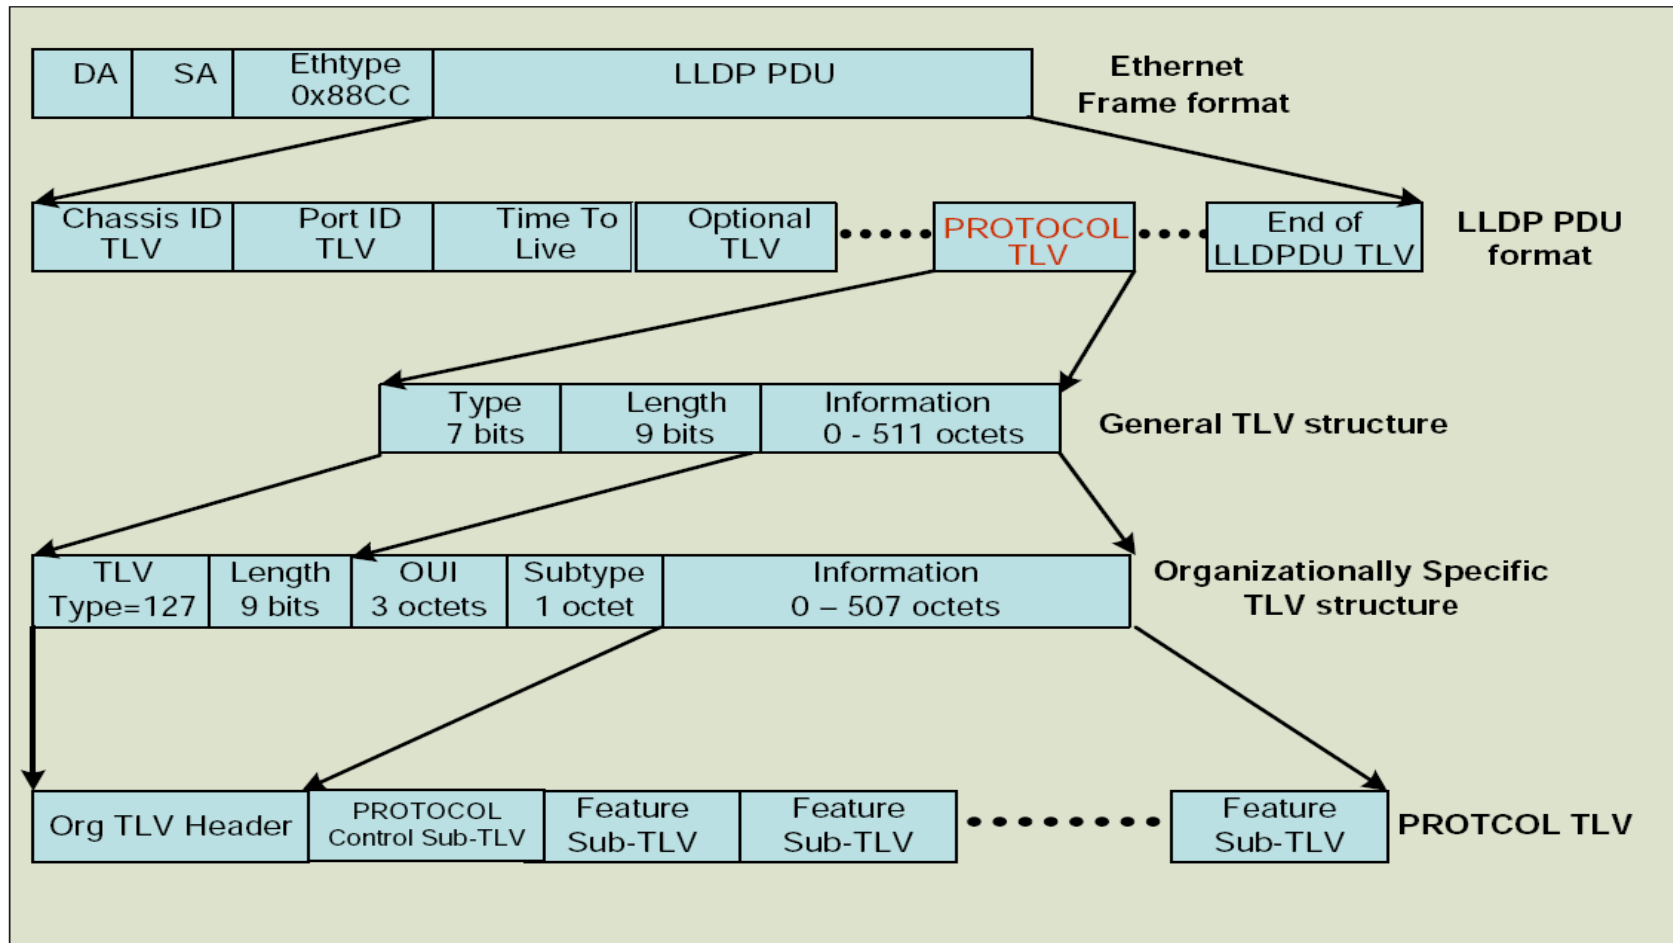 DA
SA
Ethtype
0x88CC
LLDP PDU
Ethernet
Frame format
Chassis ID
TLV
Port ID
TLV
Time To
Live
Optional
TLV
PROTOCOL
TLV
End of
LLDPDU TLV
LLDP PDU
format
Type
7 bits
Length
9 bits
Information
0 - 511 octets
General TLV structure
TLV
Type=127
Length
9 bits
OUI
3 octets
Subtype
1 octet
Information
0 – 507 octets
Organizationally Specific
TLV structure
Org TLV Header
PROTOCOL
Control Sub-TLV
Feature
Sub-TLV
Feature
Sub-TLV
Feature
Sub-TLV
PROTCOL TLV